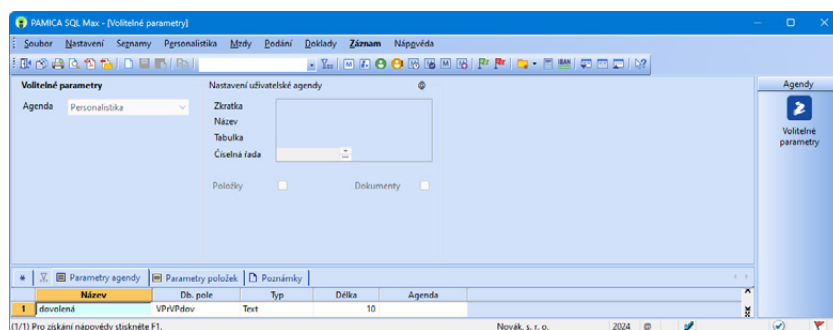 PAMICA SQL Max - [Volitelné parametry]
Soubor Nastavení Seznamy Personalistika Mzdy Podání Doklady Záznam Nápověda
Volitelné parametry
Nastavení uživatelské agendy
Agendy
Agenda Personalistika
Zkratka
Název
Tabulka
Číselná řada
Položky
Dokumenty
Volitelné
parametry
Parametry agendy Parametry položek Poznámky
Název Db. pole Typ Délka Agenda
1 dovolená VPrVPdov Text 10
(1/1) Pro získání nápovědy stiskněte F1. Novák, s. r. o. 2024 @